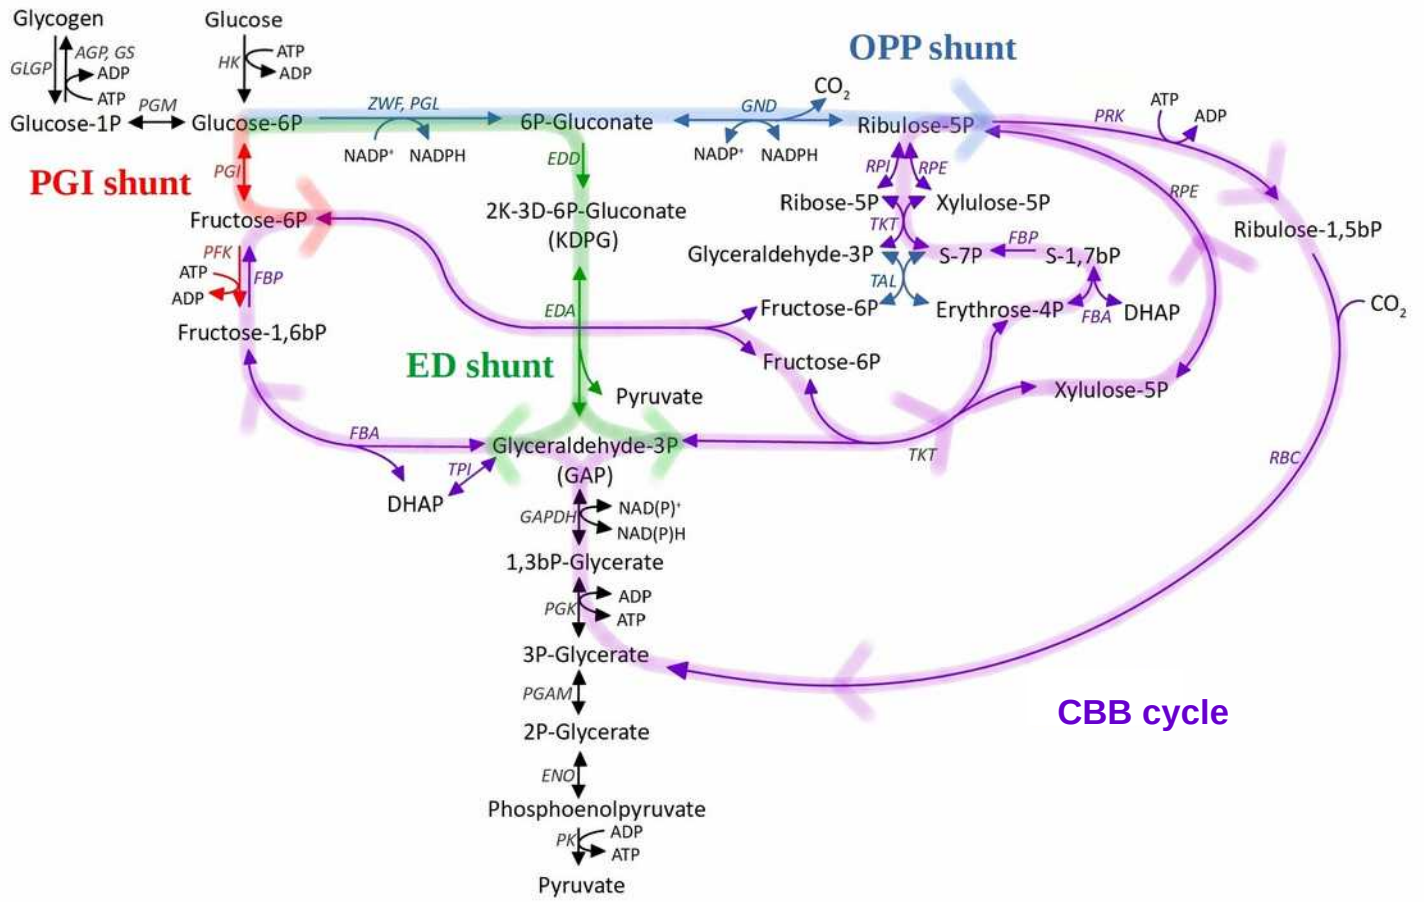 Glycogen
Glucose
OPP shunt
GLGP
AGP, GS
ADP
ATP
HK
ATP
ADP
CO2
Glucose-1P
PGM
Glucose-6P
ZWF, PGL
NADP+
NADPH
6P-Gluconate
GND
NADP+
NADPH
Ribulose-5P
PRK
ATP
ADP
PGI shunt
PGI
EDD
RPI
RPE
RPE
Fructose-6P
2K-3D-6P-Gluconate
(KDPG)
Ribose-5P
Xylulose-5P
TKT
Ribulose-1,5bP
PFK
ATP
ADP
FBP
Glyceraldehyde-3P
S-7P
FBP
S-1,7bP
TAL
EDA
Fructose-6P
Erythrose-4P
FBA
DHAP
CO2
Fructose-1,6bP
ED shunt
Fructose-6P
Pyruvate
Xylulose-5P
FBA
Glyceraldehyde-3P
(GAP)
TPI
DHAP
TKT
RBC
GAPDH
NAD(P)+
NAD(P)H
1,3bP-Glycerate
PGK
ADP
ATP
3P-Glycerate
PGAM
CBB cycle
2P-Glycerate
ENO
Phosphoenolpyruvate
PK
ADP
ATP
Pyruvate